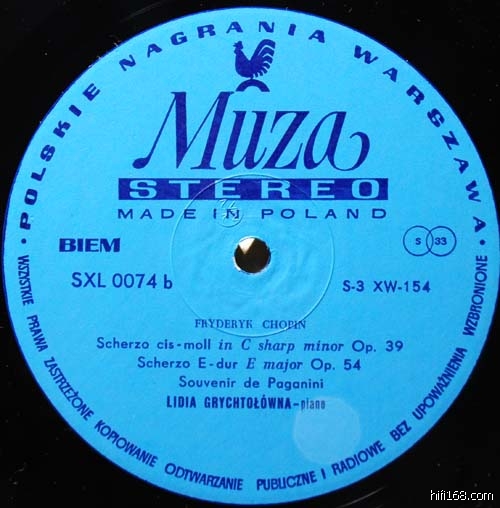 • POLSKIE NAGRANIA WARSZAWA •
Muza
STEREO
MADE IN POLAND
BIEM
S 33
SXL 0074 b
S-3 XW-154
FRYDERYK CHOPIN
Scherzo cis-moll in C sharp minor Op. 39
Scherzo E-dur E major Op. 54
Souvenir de Paganini
LIDIA GRYCHTOŁÓWNA-piano
WSZYSTKIE PRAWA ZASTRZEŻONE KOPIOWANIE ODTWARZANIE PUBLICZNE I RADIOWE BEZ UPOWAŻNIENIA WZBRONIONE
hifi168.com